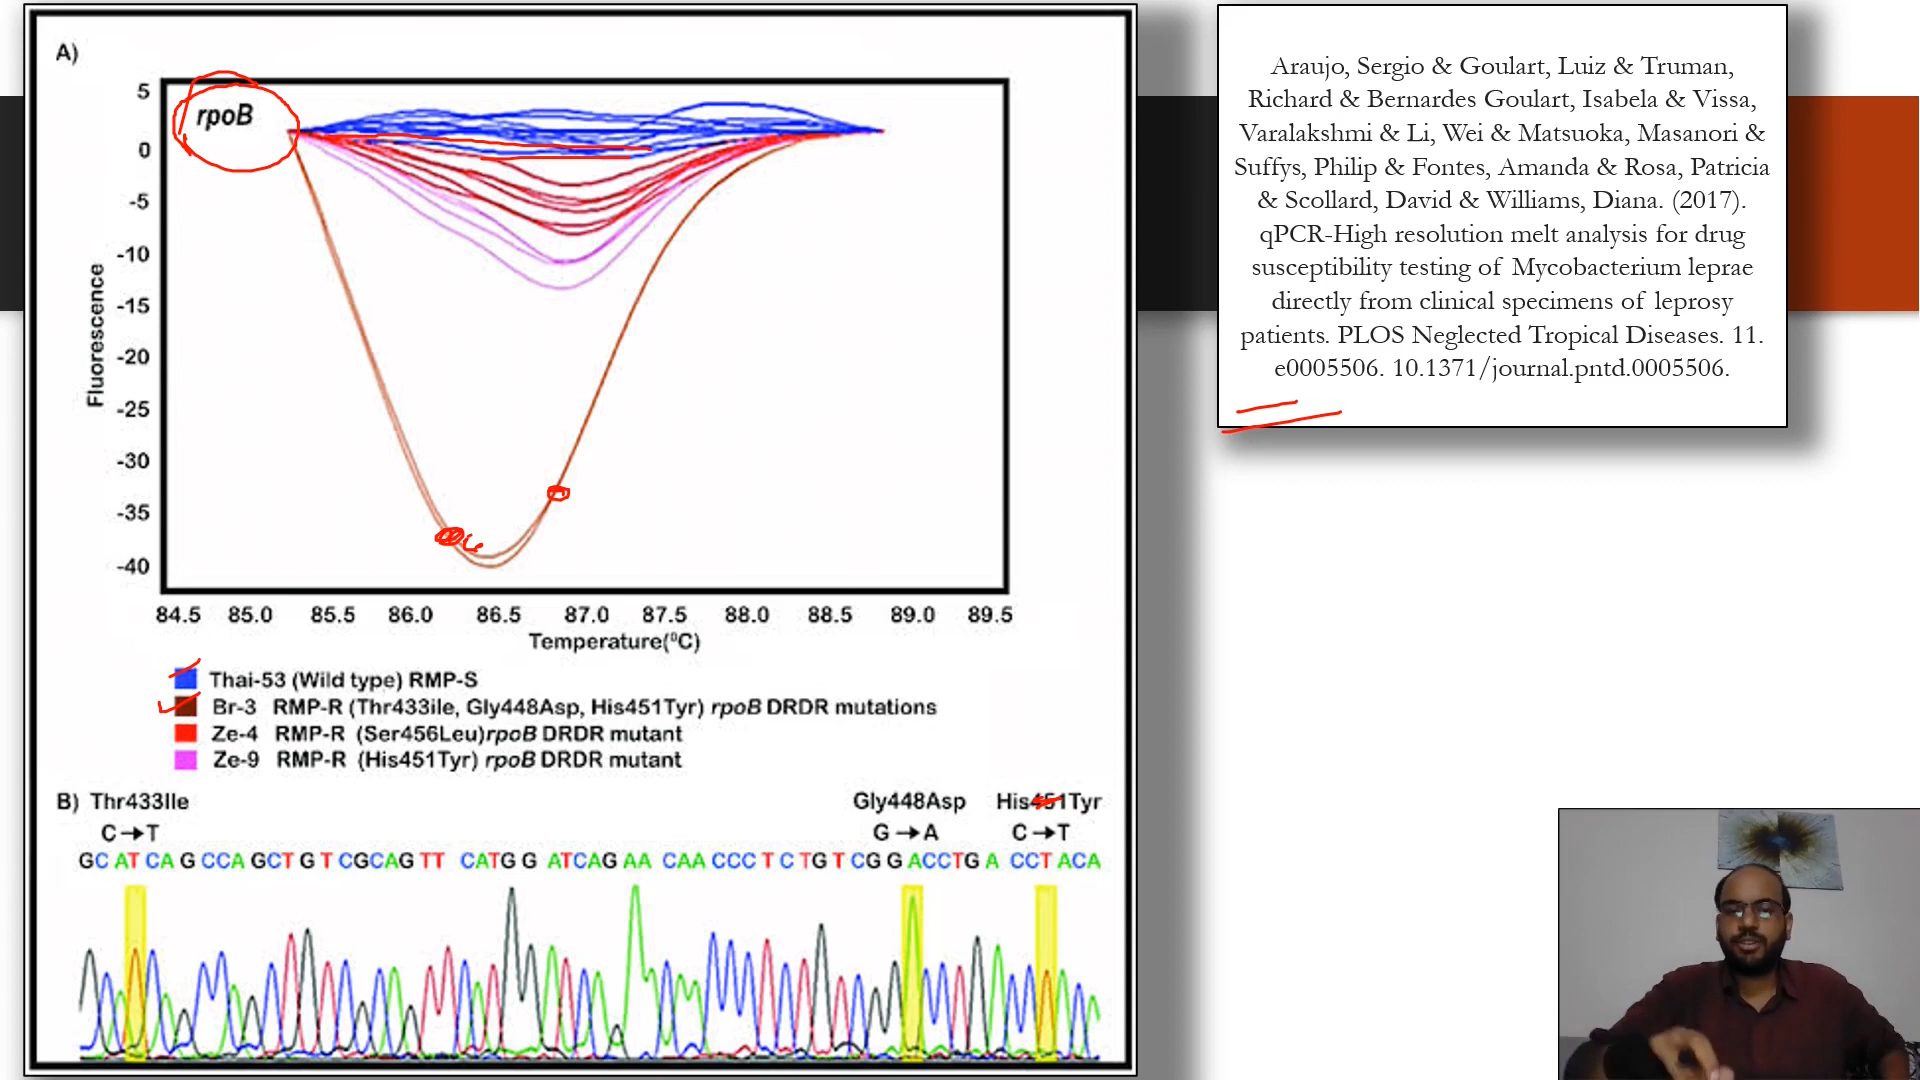 A)
rpoB
5
0
-5
-10
-15
-20
-25
-30
-35
-40
Fluorescence
84.5 85.0 85.5 86.0 86.5 87.0 87.5 88.0 88.5 89.0 89.5
Temperature(⁰C)
Thai-53 (Wild type) RMP-S
Br-3 RMP-R (Thr433ile, Gly448Asp, His451Tyr) rpoB DRDR mutations
Ze-4 RMP-R (Ser456Leu)rpoB DRDR mutant
Ze-9 RMP-R (His451Tyr) rpoB DRDR mutant
B) Thr433Ile Gly448Asp His451Tyr
C→T G→A C→T
GC ATCA G CCA GCT G T CGCAG TT CATG G ATCAG AA CAA CCC T C TGT CGG ACCTG A CCT ACA
Araujo, Sergio & Goulart, Luiz & Truman,
Richard & Bernardes Goulart, Isabela & Vissa,
Varalakshmi & Li, Wei & Matsuoka, Masanori &
Suffys, Philip & Fontes, Amanda & Rosa, Patricia
& Scollard, David & Williams, Diana. (2017).
qPCR-High resolution melt analysis for drug
susceptibility testing of Mycobacterium leprae
directly from clinical specimens of leprosy
patients. PLOS Neglected Tropical Diseases. 11.
e0005506. 10.1371/journal.pntd.0005506.